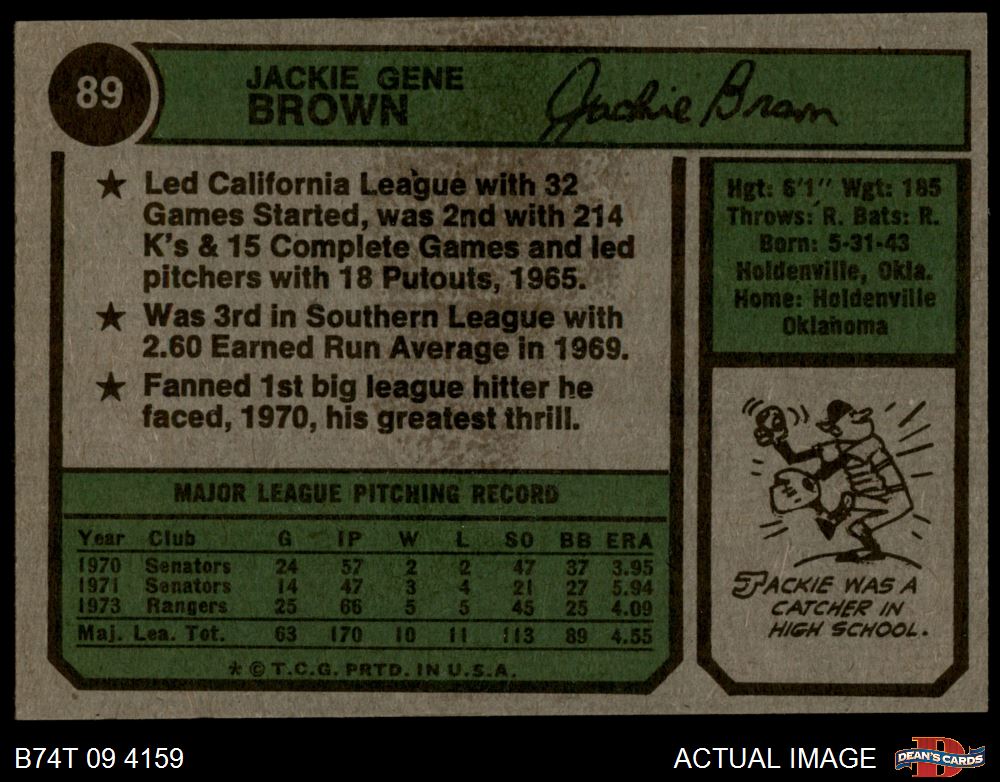 89
JACKIE GENE
BROWN
Jackie Brown
★ Led California League with 32
Games Started, was 2nd with 214
K's & 15 Complete Games and led
pitchers with 18 Putouts, 1965.
★ Was 3rd in Southern League with
2.60 Earned Run Average in 1969.
★ Fanned 1st big league hitter he
faced, 1970, his greatest thrill.
Hgt: 6'1" Wgt: 185
Throws: R. Bats: R.
Born: 5-31-43
Holdenville, Okla.
Home: Holdenville
Oklahoma
MAJOR LEAGUE PITCHING RECORD
Year Club G IP W L SO BB ERA
1970 Senators 24 57 2 2 47 37 3.95
1971 Senators 14 47 3 4 21 27 5.94
1973 Rangers 25 66 5 5 45 25 4.09
Maj. Lea. Tot. 63 170 10 11 113 89 4.55
* © T.C.G. PRTD. IN U.S.A.
JACKIE WAS A
CATCHER IN
HIGH SCHOOL.
B74T 09 4159
ACTUAL IMAGE
DEAN'S CARDS